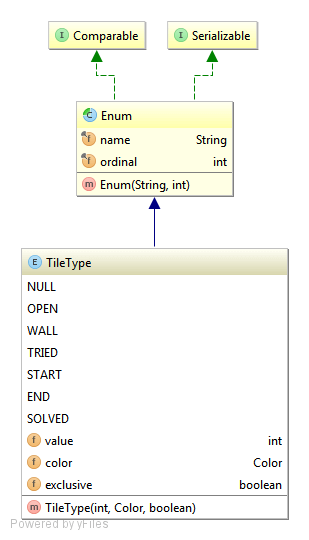 I Comparable
I Serializable
C Enum
f name String
f ordinal int
m Enum(String, int)
E TileType
NULL
OPEN
WALL
TRIED
START
END
SOLVED
f value int
f color Color
f exclusive boolean
m TileType(int, Color, boolean)
Powered by yFiles